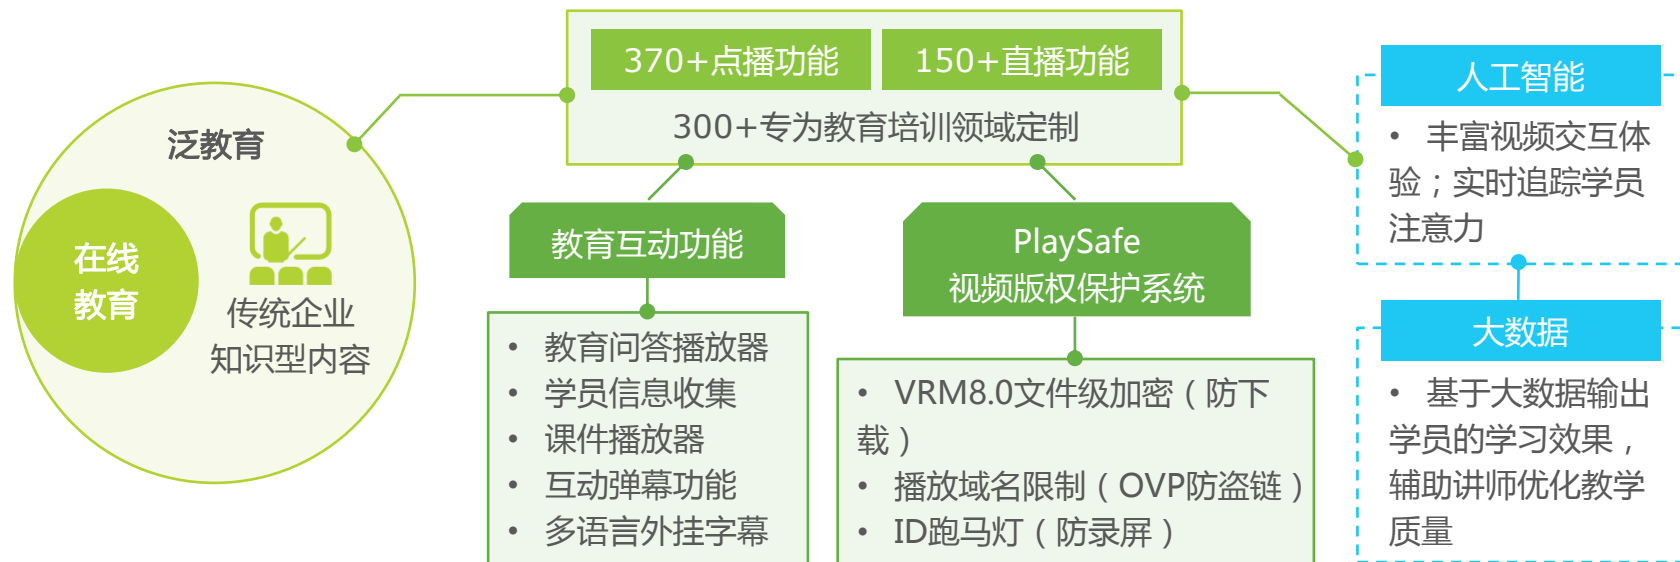 泛教育
在线
教育
传统企业
知识型内容
370+点播功能
150+直播功能
300+专为教育培训领域定制
教育互动功能
• 教育问答播放器
• 学员信息收集
• 课件播放器
• 互动弹幕功能
• 多语言外挂字幕
PlaySafe
视频版权保护系统
• VRM8.0文件级加密（防下
载）
• 播放域名限制（OVP防盗链）
• ID跑马灯（防录屏）
人工智能
• 丰富视频交互体
验；实时追踪学员
注意力
大数据
• 基于大数据输出
学员的学习效果，
辅助讲师优化教学
质量